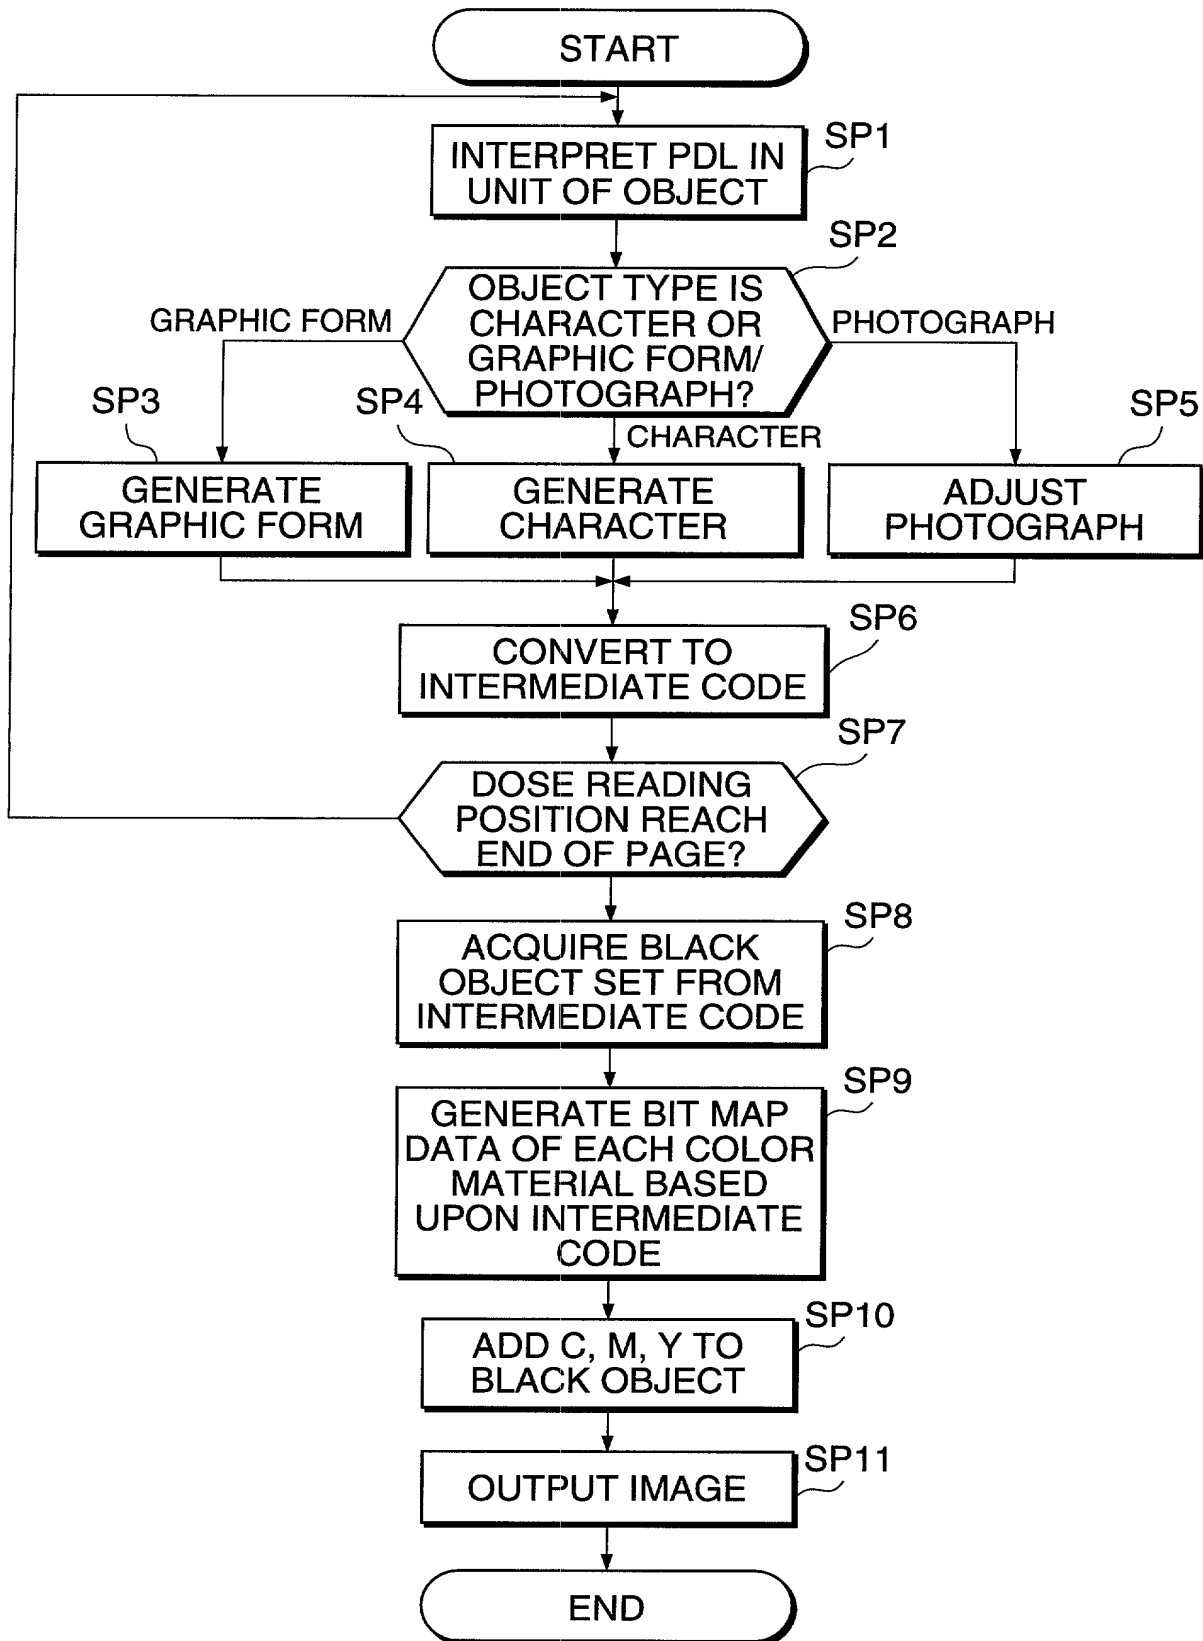 START
INTERPRET PDL IN
UNIT OF OBJECT
SP1
SP2
OBJECT TYPE IS
CHARACTER OR
GRAPHIC FORM/
PHOTOGRAPH?
GRAPHIC FORM
PHOTOGRAPH
CHARACTER
SP3
GENERATE
GRAPHIC FORM
SP4
GENERATE
CHARACTER
SP5
ADJUST
PHOTOGRAPH
SP6
CONVERT TO
INTERMEDIATE CODE
SP7
DOSE READING
POSITION REACH
END OF PAGE?
SP8
ACQUIRE BLACK
OBJECT SET FROM
INTERMEDIATE CODE
SP9
GENERATE BIT MAP
DATA OF EACH COLOR
MATERIAL BASED
UPON INTERMEDIATE
CODE
SP10
ADD C, M, Y TO
BLACK OBJECT
SP11
OUTPUT IMAGE
END